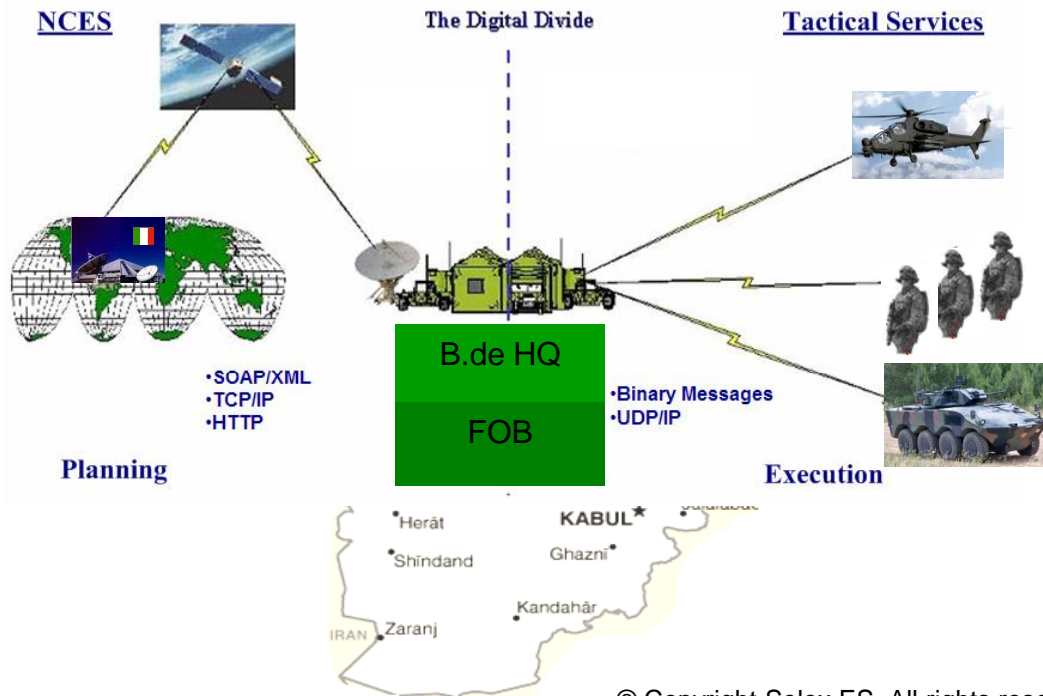 NCES
The Digital Divide
Tactical Services
B.de HQ
FOB
•SOAP/XML
•TCP/IP
•HTTP
•Binary Messages
•UDP/IP
Planning
Execution
Herāt
KABUL
Shīndand
Ghaznī
Kandahār
IRAN
Zaranj
© Copyright Selex ES. All rights